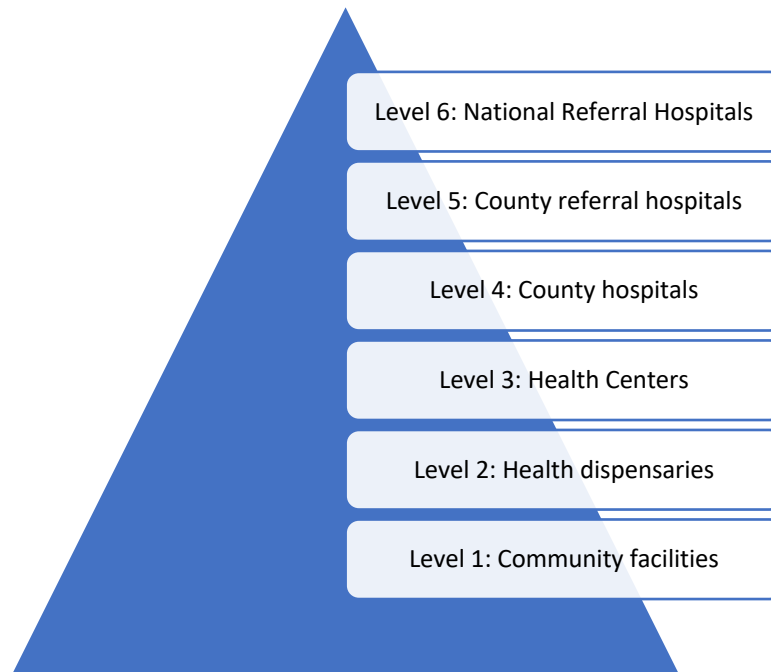 Level 6: National Referral Hospitals
Level 5: County referral hospitals
Level 4: County hospitals
Level 3: Health Centers
Level 2: Health dispensaries
Level 1: Community facilities